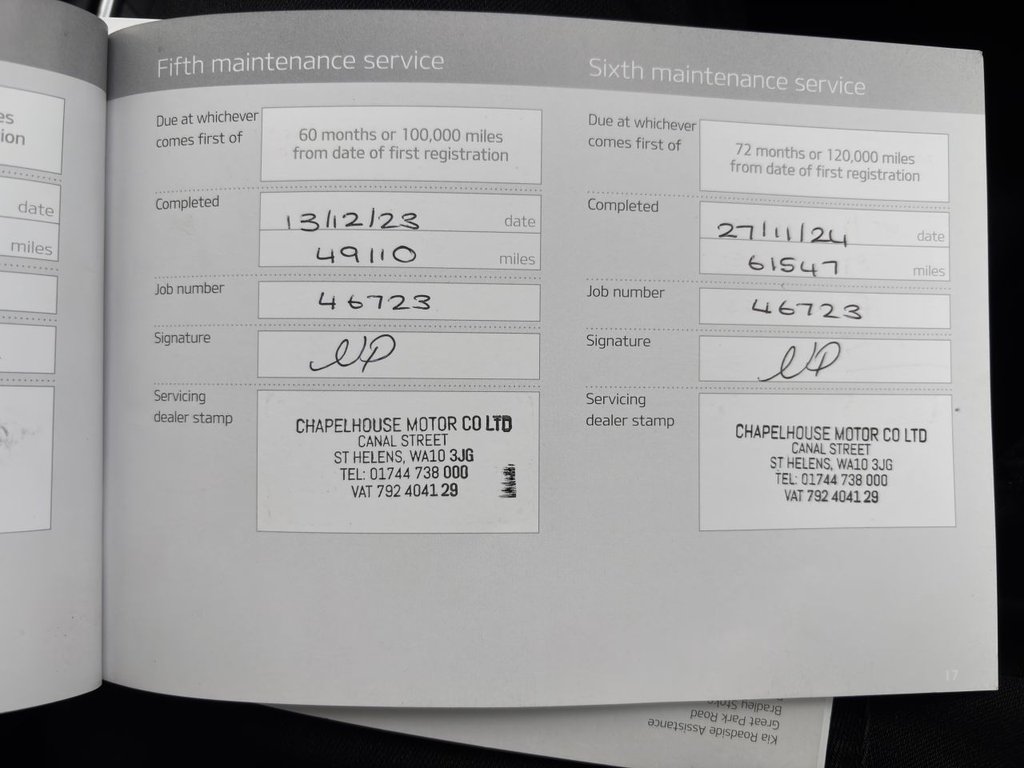 es
ion
date
miles
Fifth maintenance service
Due at whichever
comes first of
60 months or 100,000 miles
from date of first registration
Completed
13/12/23 date
49110 miles
Job number
46723
Signature
Servicing
dealer stamp
CHAPELHOUSE MOTOR CO LTD
CANAL STREET
ST HELENS, WA10 3JG
TEL: 01744 738 000
VAT 792 4041 29
Sixth maintenance service
Due at whichever
comes first of
72 months or 120,000 miles
from date of first registration
Completed
27/11/24 date
61547 miles
Job number
46723
Signature
Servicing
dealer stamp
CHAPELHOUSE MOTOR CO LTD
CANAL STREET
ST HELENS, WA10 3JG
TEL: 01744 738 000
VAT 792 4041 29
17
Kia Roadside Assistance
Great Park Road
Bradley Stoke